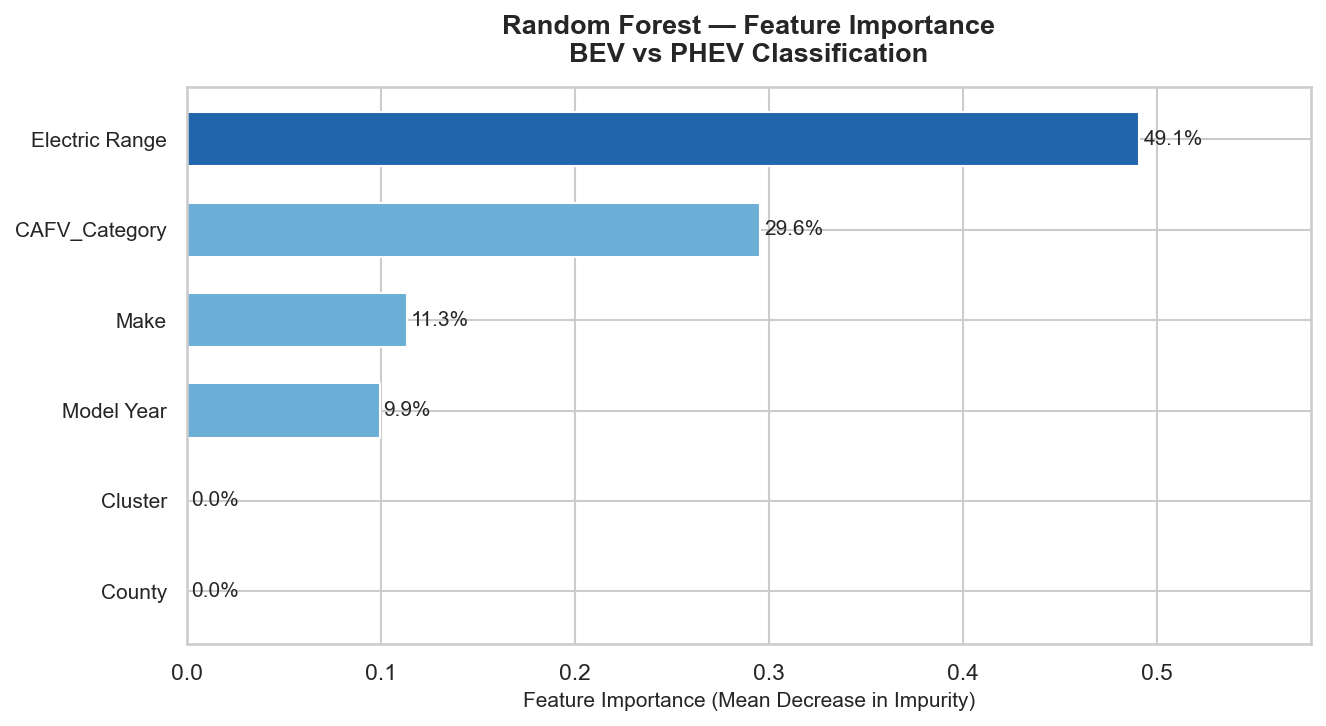 Random Forest — Feature Importance
BEV vs PHEV Classification
Electric Range
49.1%
CAFV_Category
29.6%
Make
11.3%
Model Year
9.9%
Cluster
0.0%
County
0.0%
0.0 0.1 0.2 0.3 0.4 0.5
Feature Importance (Mean Decrease in Impurity)